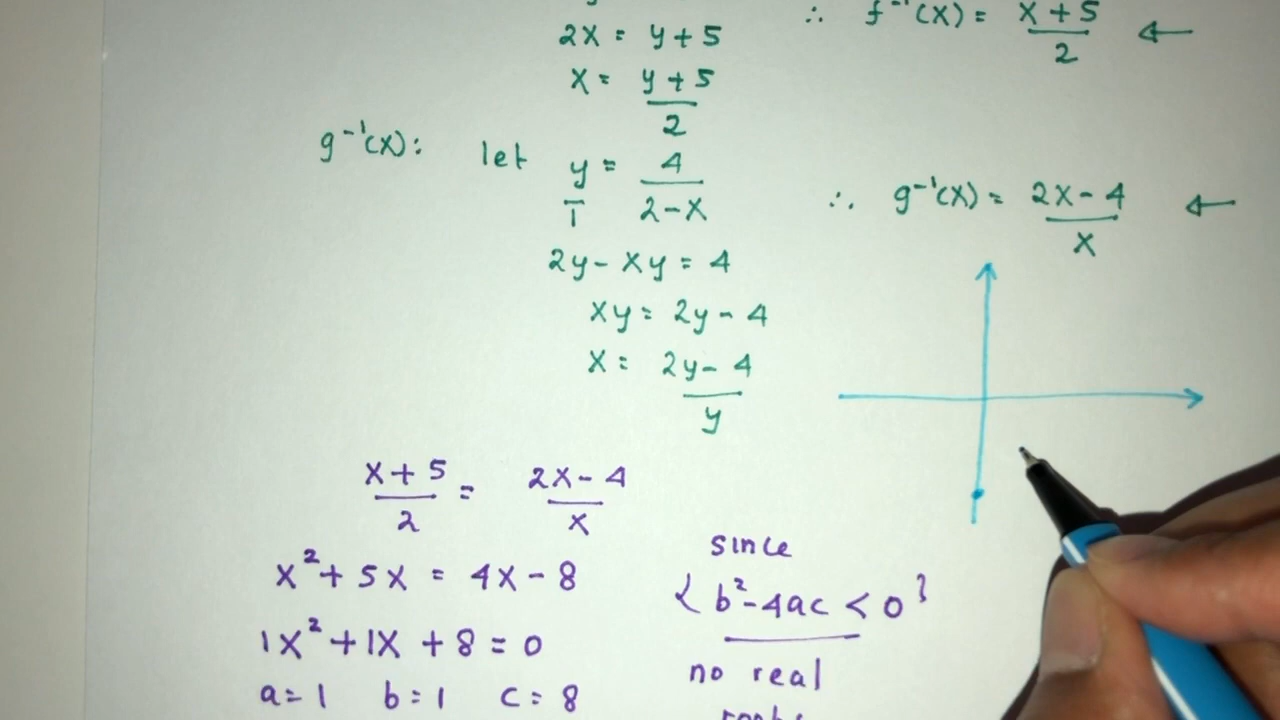 2x = y + 5
x = y + 5 / 2
∴ f⁻¹(x) = x + 5 / 2 ←
g⁻¹(x): let y / 1 = 4 / 2 - x
2y - xy = 4
xy = 2y - 4
x = 2y - 4 / y
∴ g⁻¹(x) = 2x - 4 / x ←
x + 5 / 2 = 2x - 4 / x
x² + 5x = 4x - 8
1x² + 1x + 8 = 0
a = 1 b = 1 c = 8
since
{ b² - 4ac < 0 }
no real